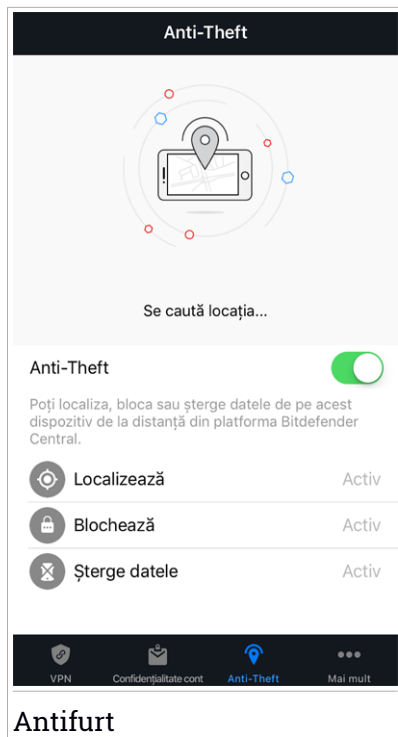 Anti-Theft
Se caută locația...
Anti-Theft
Poți localiza, bloca sau șterge datele de pe acest
dispozitiv de la distanță din platforma Bitdefender
Central.
Localizează Activ
Blochează Activ
Șterge datele Activ
VPN Confidențialitate cont Anti-Theft Mai mult
Antifurt